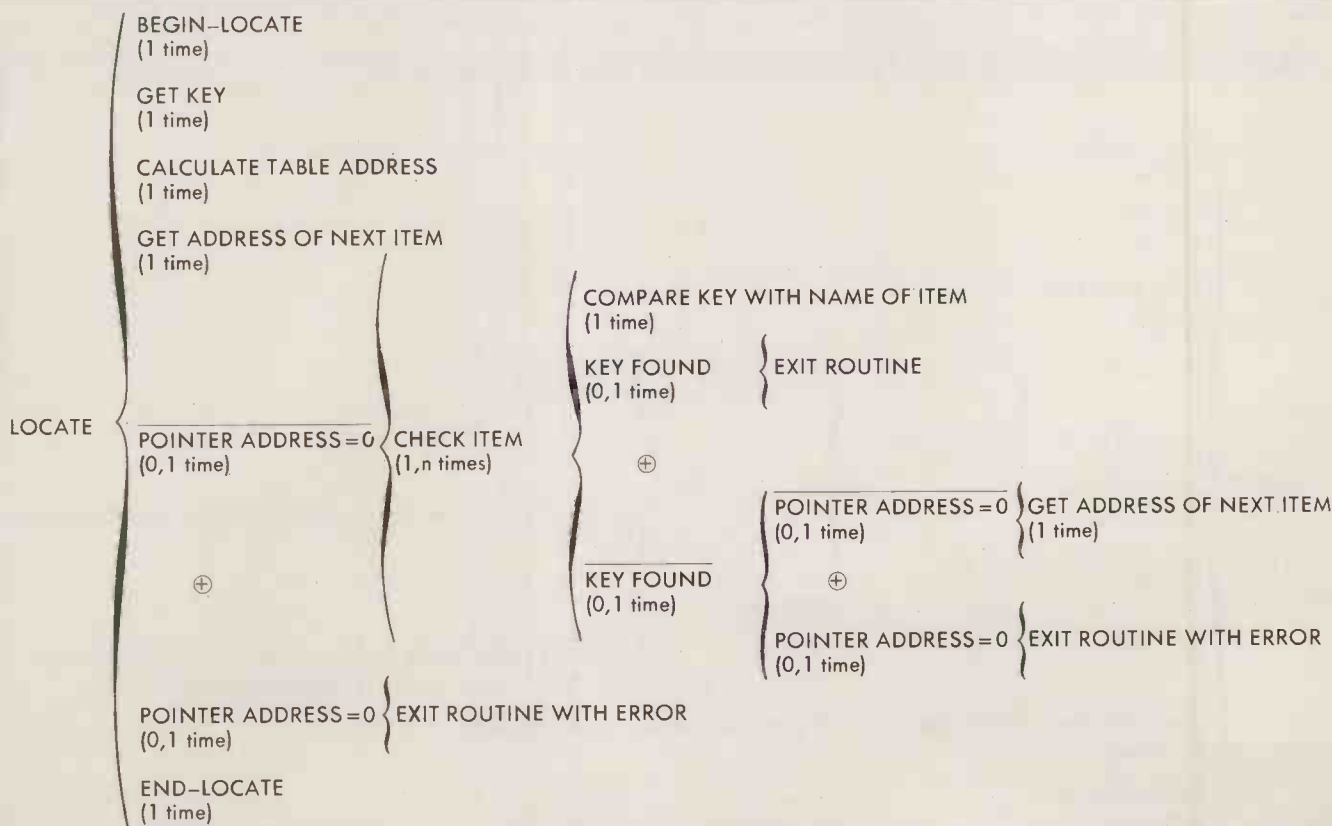 BEGIN–LOCATE
(1 time)
GET KEY
(1 time)
CALCULATE TABLE ADDRESS
(1 time)
GET ADDRESS OF NEXT ITEM
(1 time)
LOCATE
POINTER ADDRESS=0
(0,1 time)
CHECK ITEM
(1,n times)
COMPARE KEY WITH NAME OF ITEM
(1 time)
KEY FOUND
(0,1 time)
EXIT ROUTINE
⊕
KEY FOUND
(0,1 time)
POINTER ADDRESS=0
(0,1 time)
GET ADDRESS OF NEXT ITEM
(1 time)
⊕
POINTER ADDRESS=0
(0,1 time)
EXIT ROUTINE WITH ERROR
⊕
POINTER ADDRESS=0
(0,1 time)
EXIT ROUTINE WITH ERROR
END–LOCATE
(1 time)